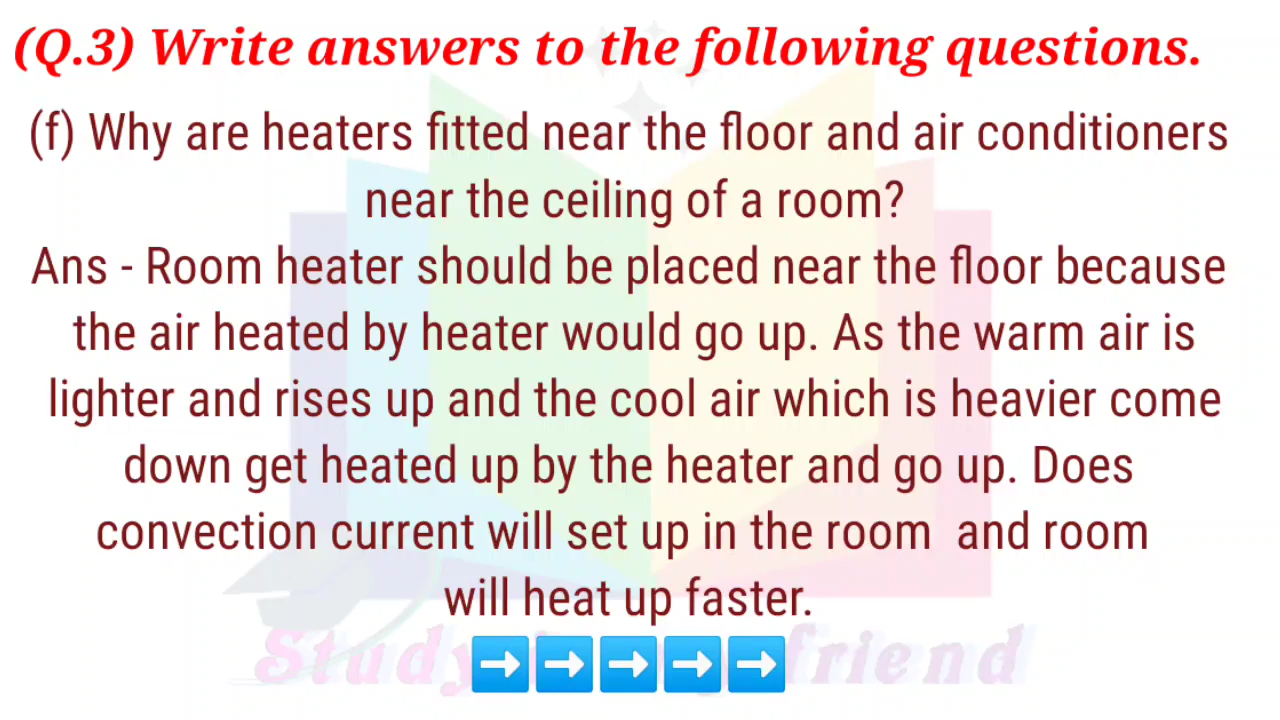 (Q.3) Write answers to the following questions.
(f) Why are heaters fitted near the floor and air conditioners
near the ceiling of a room?
Ans - Room heater should be placed near the floor because
the air heated by heater would go up. As the warm air is
lighter and rises up and the cool air which is heavier come
down get heated up by the heater and go up. Does
convection current will set up in the room and room
will heat up faster.
Study friend